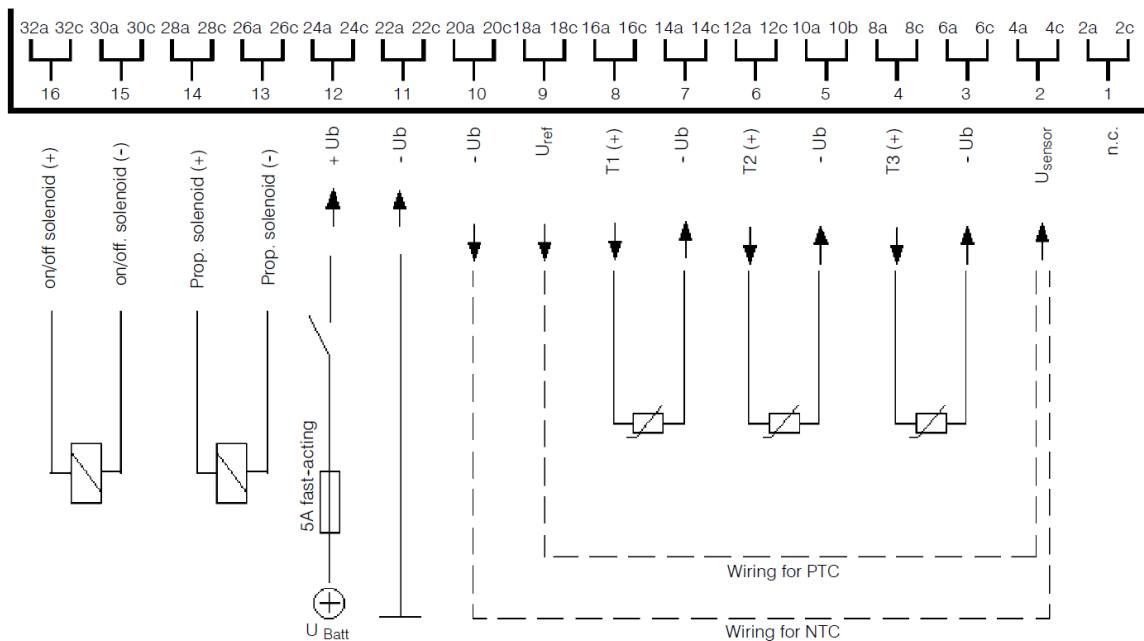 32a 32c 30a 30c 28a 28c 26a 26c 24a 24c 22a 22c 20a 20c 18a 18c 16a 16c 14a 14c 12a 12c 10a 10b 8a 8c 6a 6c 4a 4c 2a 2c
16 15 14 13 12 11 10 9 8 7 6 5 4 3 2 1
on/off solenoid (+)
on/off. solenoid (-)
Prop. solenoid (+)
Prop. solenoid (-)
+ Ub
- Ub
- Ub
Uref
T1 (+)
- Ub
T2 (+)
- Ub
T3 (+)
- Ub
Usensor
n.c.
5A fast-acting
U Batt
Wiring for PTC
Wiring for NTC